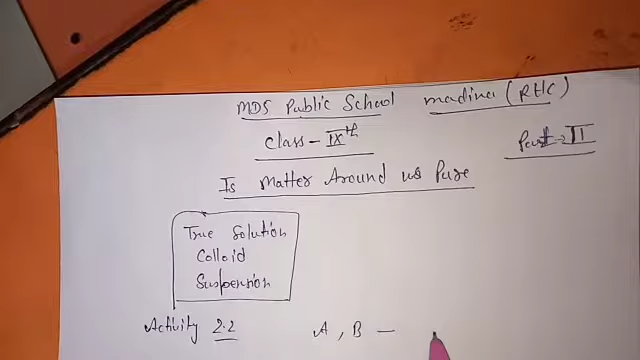 MDS Public School madina (RHC)
Class - IXth
Part - II
Is Matter Around us Pure
True Solution
Colloid
Suspension
Activity 2.2 A, B —